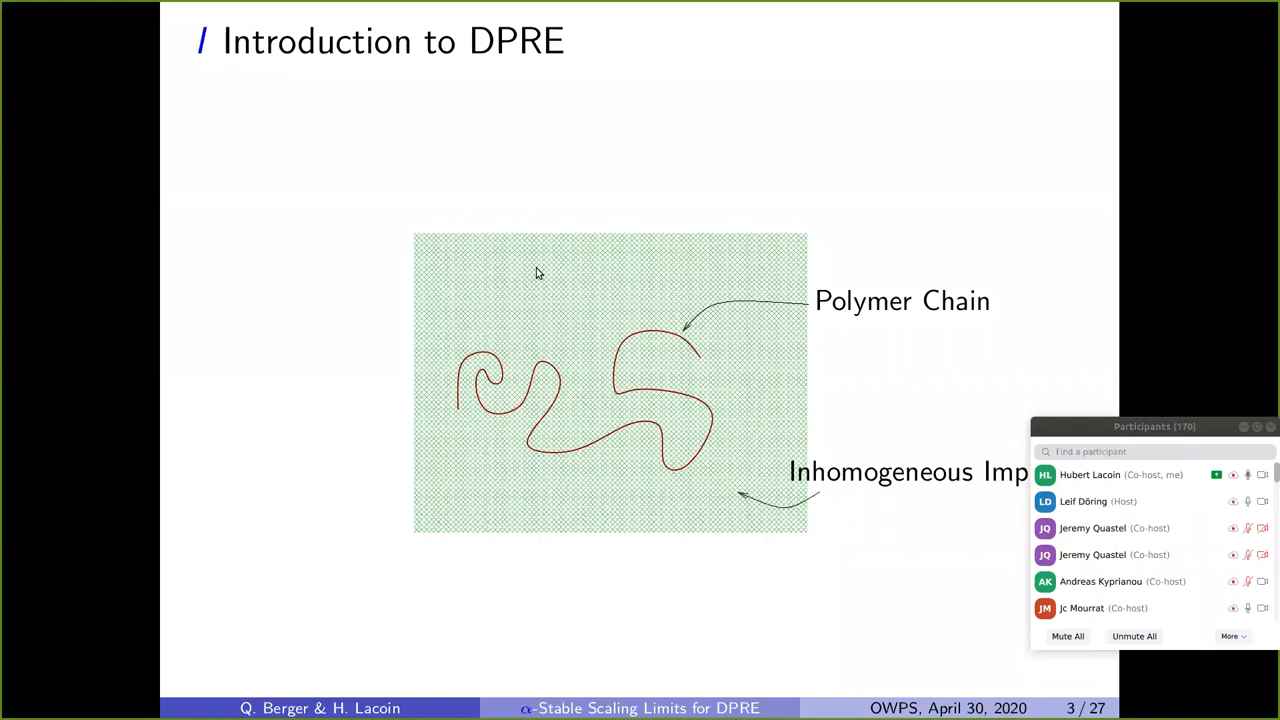 I Introduction to DPRE
Polymer Chain
Inhomogeneous Imp
Participants (170)
Find a participant
HL Hubert Lacoin (Co-host, me)
LD Leif Döring (Host)
JQ Jeremy Quastel (Co-host)
JQ Jeremy Quastel (Co-host)
AK Andreas Kyprianou (Co-host)
JM Jc Mourrat (Co-host)
Mute All Unmute All More
Q. Berger & H. Lacoin α-Stable Scaling Limits for DPRE OWPS, April 30, 2020 3 / 27